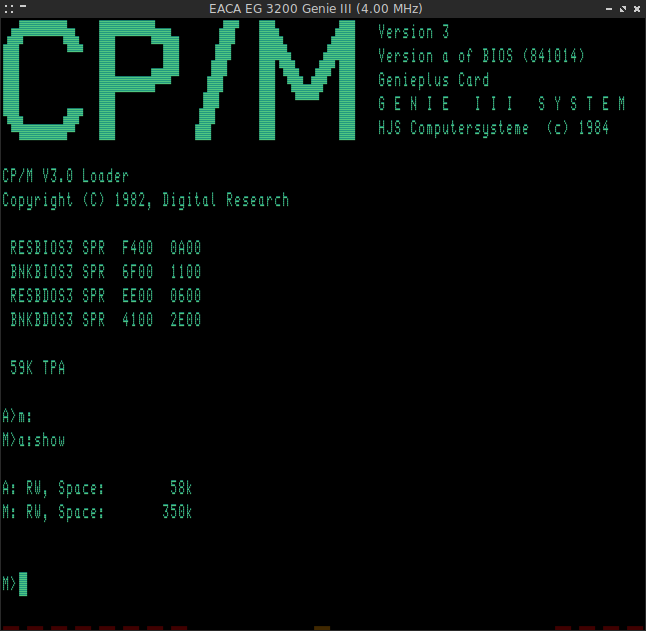 EACA EG 3200 Genie III (4.00 MHz)
CP/M
Version 3
Version a of BIOS (841014)
Genieplus Card
G E N I E   I I I   S Y S T E M
HJS Computersysteme  (c) 1984
CP/M V3.0 Loader
Copyright (C) 1982, Digital Research
RESBIOS3 SPR  F400  0A00
BNKBIOS3 SPR  6F00  1100
RESBDOS3 SPR  EE00  0600
BNKBDOS3 SPR  4100  2E00
59K TPA
A>m:
M>a:show
A: RW, Space:        58k
M: RW, Space:       350k
M>